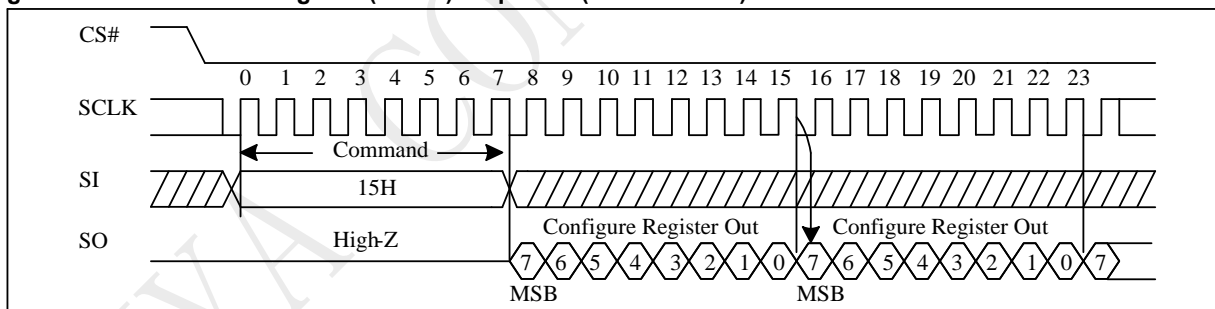 CS#
0 1 2 3 4 5 6 7 8 9 10 11 12 13 14 15 16 17 18 19 20 21 22 23
SCLK
Command
SI
15H
Configure Register Out Configure Register Out
SO
High-Z
7 6 5 4 3 2 1 0 7 6 5 4 3 2 1 0 7
MSB MSB